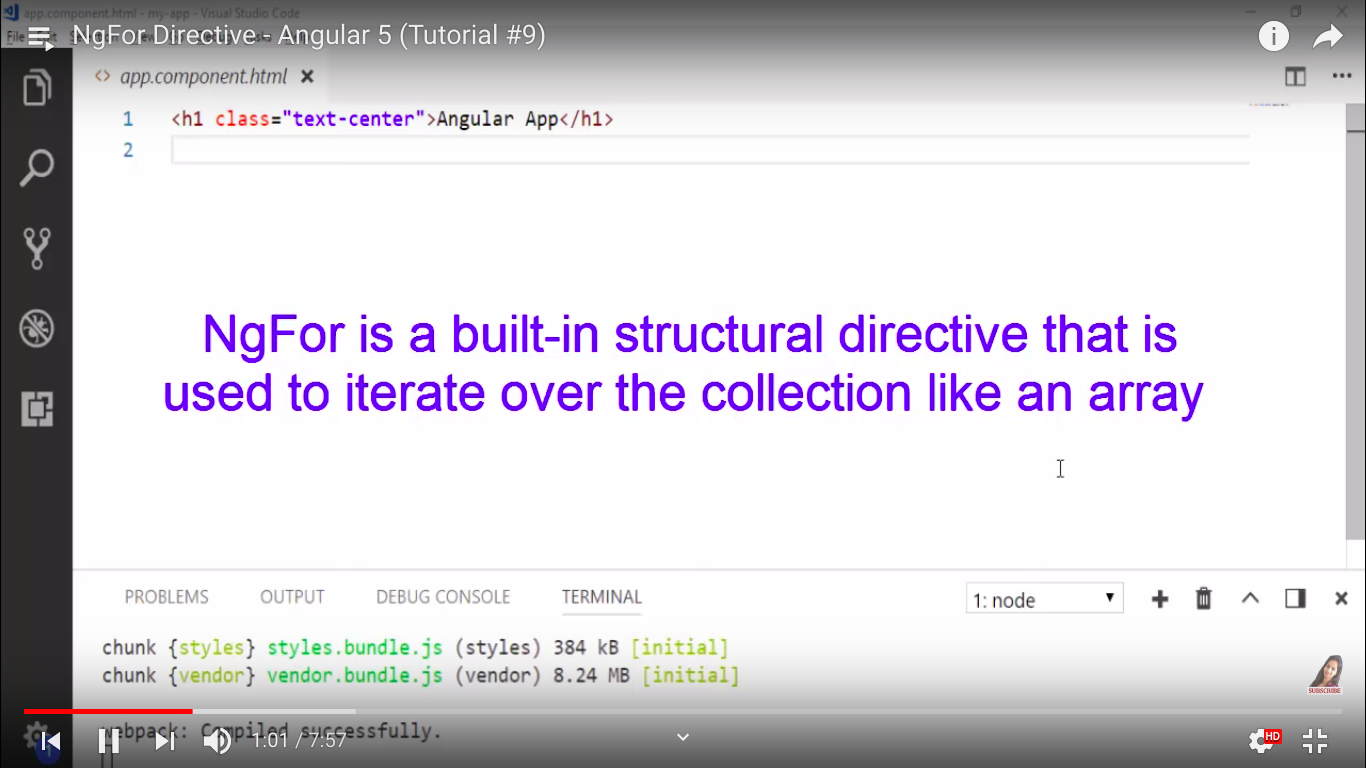 app.component.html - my-app - Visual Studio Code
File
NgFor Directive - Angular 5 (Tutorial #9)
app.component.html
1 <h1 class="text-center">Angular App</h1>
2
NgFor is a built-in structural directive that is
used to iterate over the collection like an array
PROBLEMS OUTPUT DEBUG CONSOLE TERMINAL 1: node
chunk {styles} styles.bundle.js (styles) 384 kB [initial]
chunk {vendor} vendor.bundle.js (vendor) 8.24 MB [initial]
SUBSCRIBE
webpack: Compiled successfully.
1:01 / 7:57
HD
1